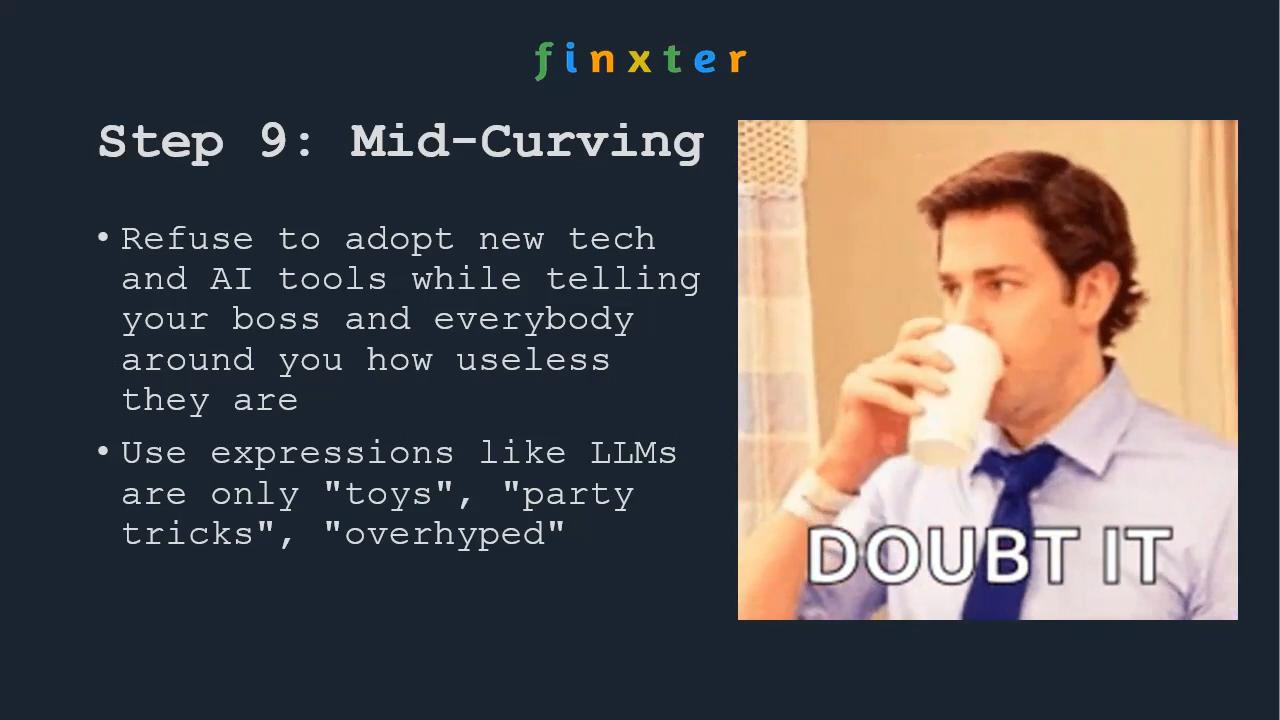 finxter
Step 9: Mid-Curving
• Refuse to adopt new tech
and AI tools while telling
your boss and everybody
around you how useless
they are
• Use expressions like LLMs
are only "toys", "party
tricks", "overhyped"
DOUBT IT